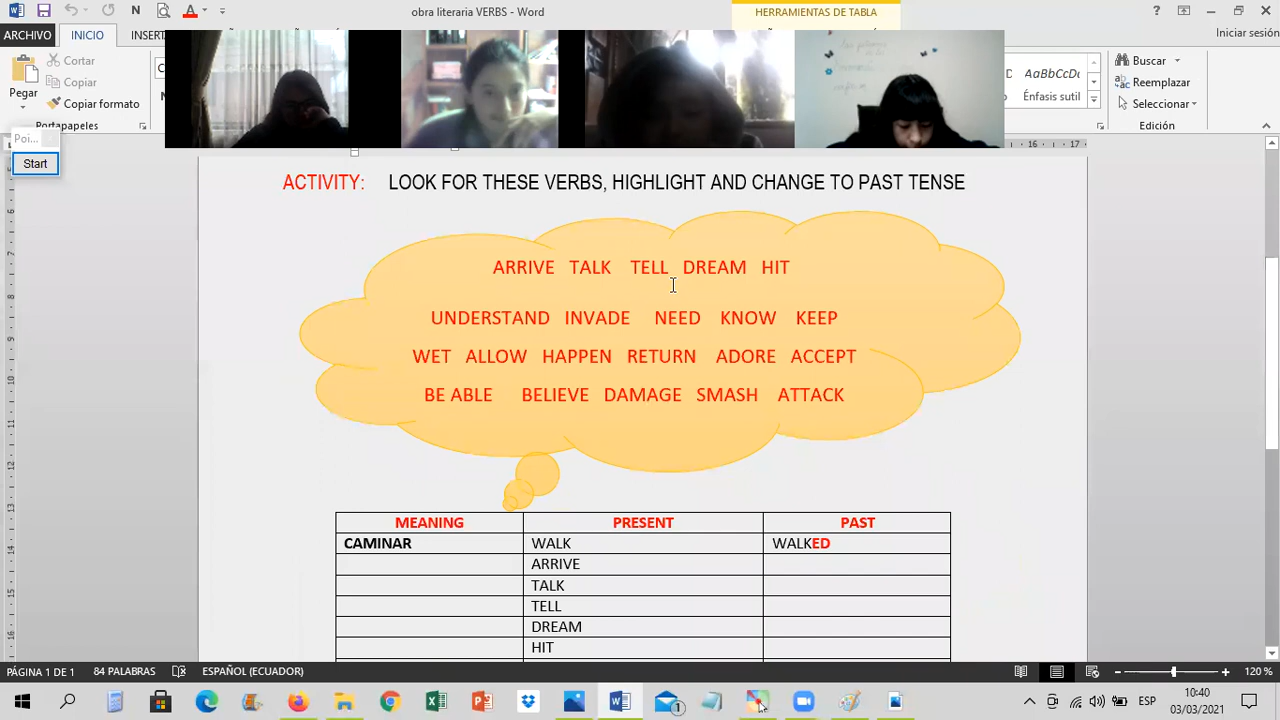 obra literaria VERBS - Word
HERRAMIENTAS DE TABLA
ARCHIVO INICIO INSERTA
Iniciar sesión
Pegar
Cortar
Copiar
Copiar formato
Portapapeles
AaBbCcDc
Énfasis sutil
Buscar
Reemplazar
Seleccionar
Edición
Poi...
Start
16 17
ACTIVITY: LOOK FOR THESE VERBS, HIGHLIGHT AND CHANGE TO PAST TENSE
ARRIVE TALK TELL DREAM HIT
UNDERSTAND INVADE NEED KNOW KEEP
WET ALLOW HAPPEN RETURN ADORE ACCEPT
BE ABLE BELIEVE DAMAGE SMASH ATTACK
MEANING PRESENT PAST
CAMINAR WALK WALKED
ARRIVE
TALK
TELL
DREAM
HIT
PÁGINA 1 DE 1 84 PALABRAS ESPAÑOL (ECUADOR) 120 %
ESP
10:40
03/03/2021